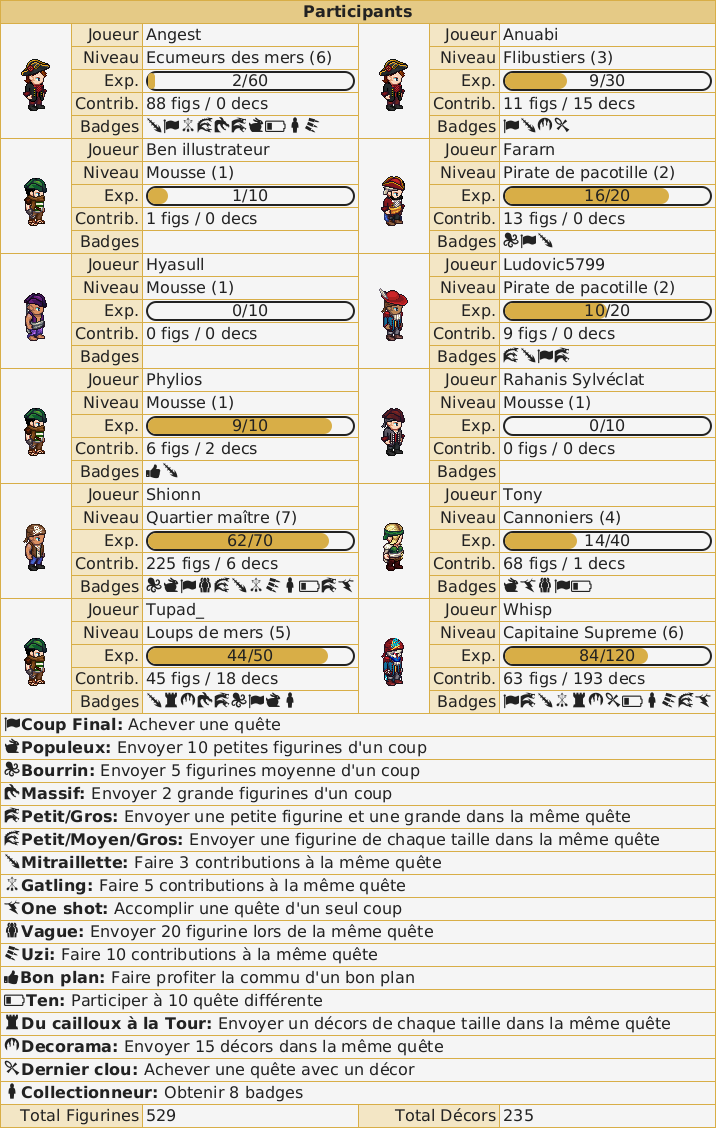 Participants
Joueur Angest
Niveau Ecumeurs des mers (6)
Exp. 2/60
Contrib. 88 figs / 0 decs
Badges
Joueur Anuabi
Niveau Flibustiers (3)
Exp. 9/30
Contrib. 11 figs / 15 decs
Badges
Joueur Ben illustrateur
Niveau Mousse (1)
Exp. 1/10
Contrib. 1 figs / 0 decs
Badges
Joueur Fararn
Niveau Pirate de pacotille (2)
Exp. 16/20
Contrib. 13 figs / 0 decs
Badges
Joueur Hyasull
Niveau Mousse (1)
Exp. 0/10
Contrib. 0 figs / 0 decs
Badges
Joueur Ludovic5799
Niveau Pirate de pacotille (2)
Exp. 10/20
Contrib. 9 figs / 0 decs
Badges
Joueur Phylios
Niveau Mousse (1)
Exp. 9/10
Contrib. 6 figs / 2 decs
Badges
Joueur Rahanis Sylvéclat
Niveau Mousse (1)
Exp. 0/10
Contrib. 0 figs / 0 decs
Badges
Joueur Shionn
Niveau Quartier maître (7)
Exp. 62/70
Contrib. 225 figs / 6 decs
Badges
Joueur Tony
Niveau Cannoniers (4)
Exp. 14/40
Contrib. 68 figs / 1 decs
Badges
Joueur Tupad_
Niveau Loups de mers (5)
Exp. 44/50
Contrib. 45 figs / 18 decs
Badges
Joueur Whisp
Niveau Capitaine Supreme (6)
Exp. 84/120
Contrib. 63 figs / 193 decs
Badges
Coup Final: Achever une quête
Populeux: Envoyer 10 petites figurines d'un coup
Bourrin: Envoyer 5 figurines moyenne d'un coup
Massif: Envoyer 2 grande figurines d'un coup
Petit/Gros: Envoyer une petite figurine et une grande dans la même quête
Petit/Moyen/Gros: Envoyer une figurine de chaque taille dans la même quête
Mitraillette: Faire 3 contributions à la même quête
Gatling: Faire 5 contributions à la même quête
One shot: Accomplir une quête d'un seul coup
Vague: Envoyer 20 figurine lors de la même quête
Uzi: Faire 10 contributions à la même quête
Bon plan: Faire profiter la commu d'un bon plan
Ten: Participer à 10 quête différente
Du cailloux à la Tour: Envoyer un décors de chaque taille dans la même quête
Decorama: Envoyer 15 décors dans la même quête
Dernier clou: Achever une quête avec un décor
Collectionneur: Obtenir 8 badges
Total Figurines 529 Total Décors 235